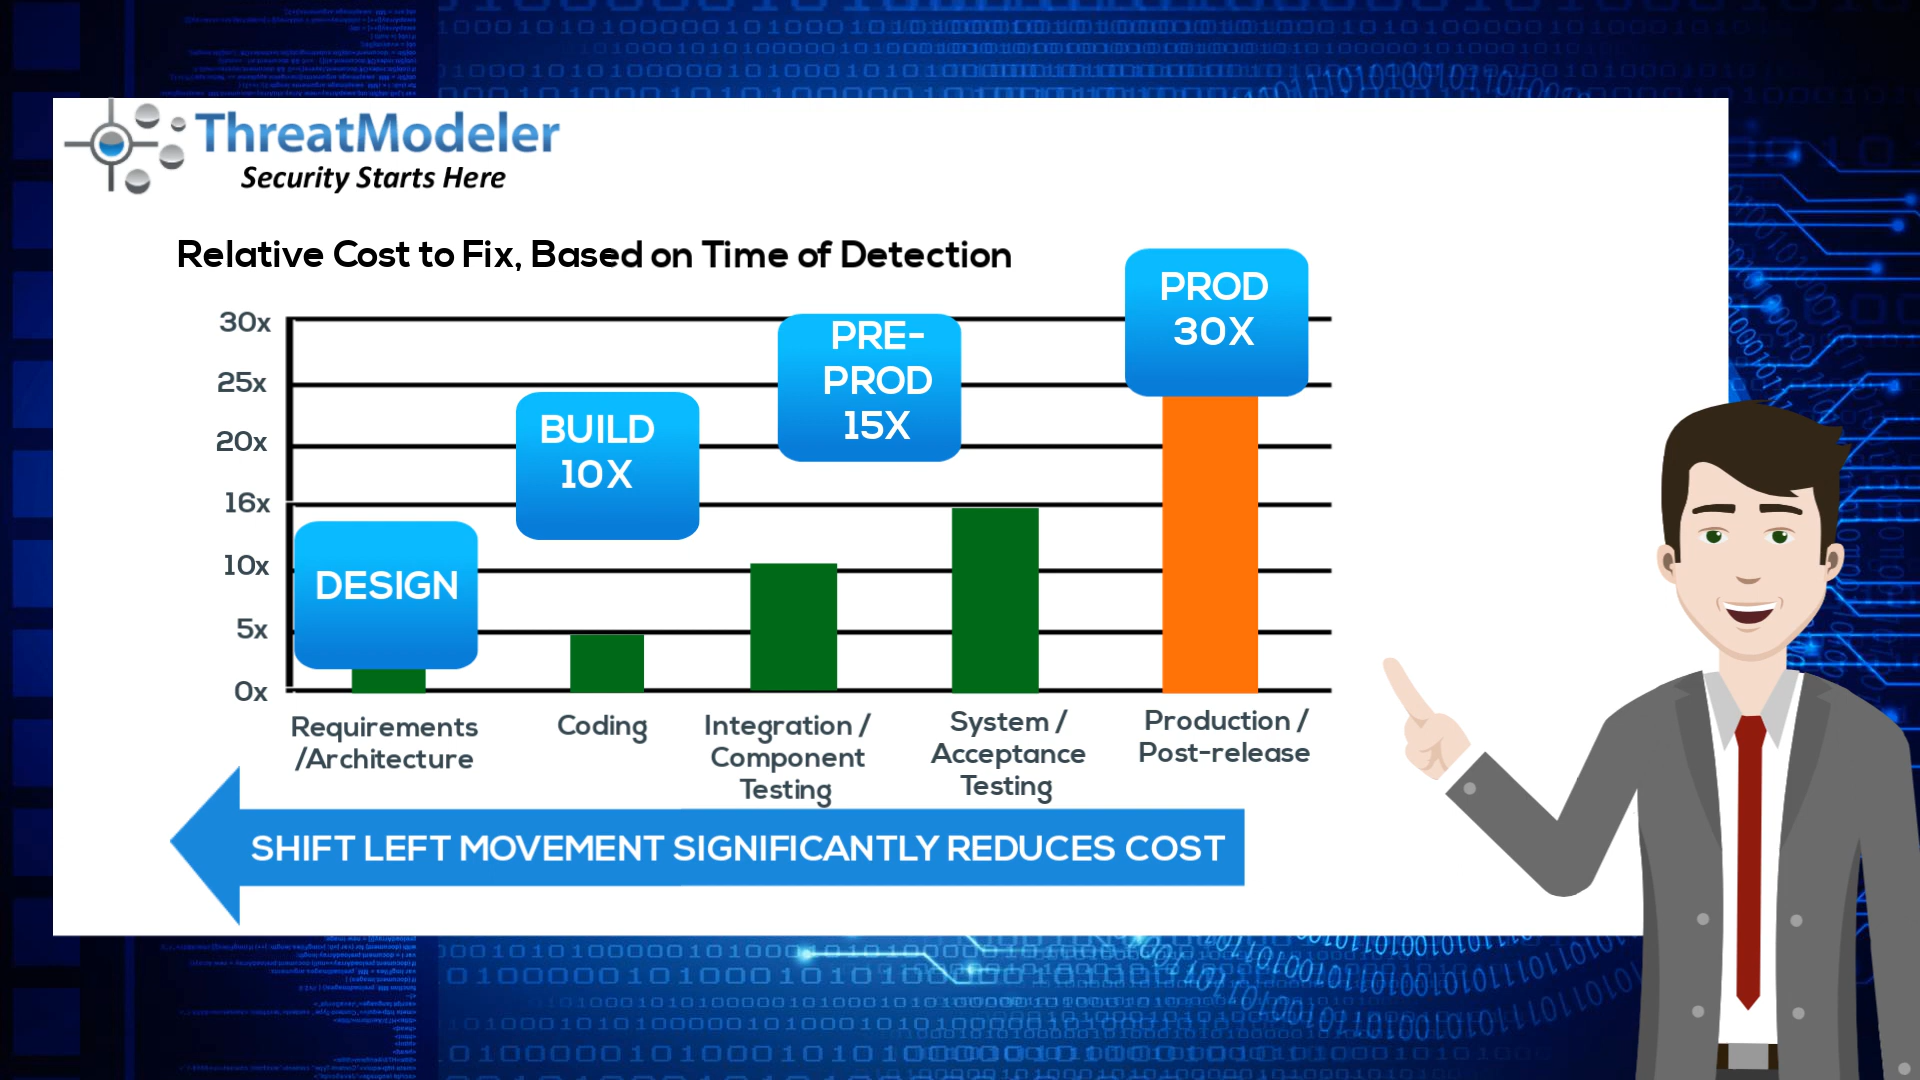 ThreatModeler
Security Starts Here
Relative Cost to Fix, Based on Time of Detection
30x
25x
20x
16x
10x
5x
0x
DESIGN
BUILD
10X
PRE-
PROD
15X
PROD
30X
Requirements
/Architecture
Coding
Integration /
Component
Testing
System /
Acceptance
Testing
Production /
Post-release
SHIFT LEFT MOVEMENT SIGNIFICANTLY REDUCES COST